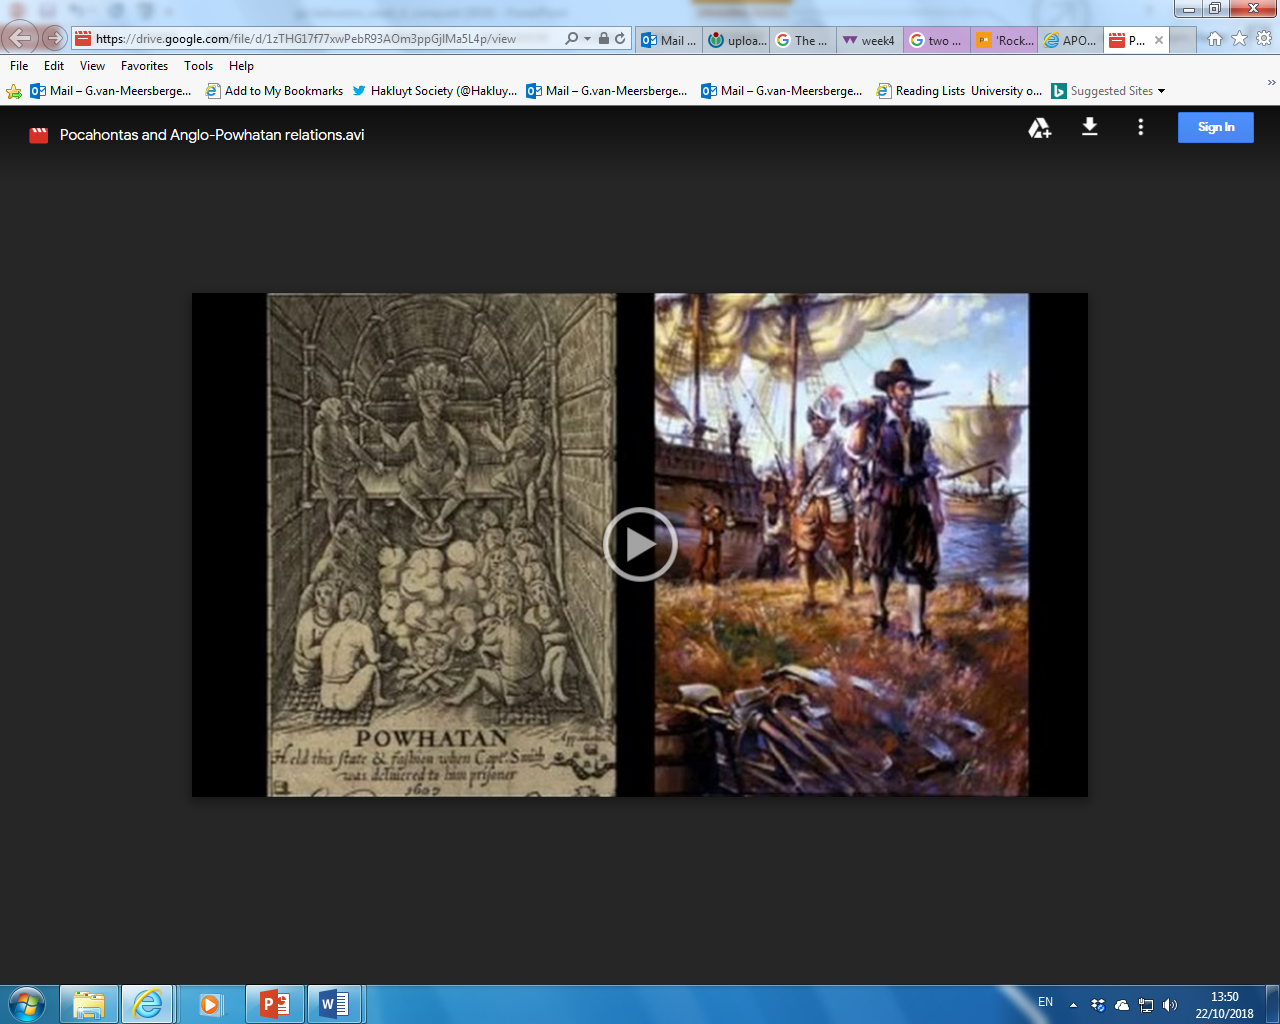 https://drive.google.com/file/d/1zTHG17f77xwPebR93AOm3ppGjIMa5L4p/view
Mail ...
uploa...
The ...
week4
two ...
'Rock...
APO...
P...
File Edit View Favorites Tools Help
Mail – G.van-Meersberge...
Add to My Bookmarks
Hakluyt Society (@Hakluy...
Mail – G.van-Meersberge...
Mail – G.van-Meersberge...
Reading Lists University o...
Suggested Sites
Pocahontas and Anglo-Powhatan relations.avi
Sign In
POWHATAN
Held this state & fashion when Capt. Smith
was deliuered to him prisoner
1607
EN
13:50
22/10/2018